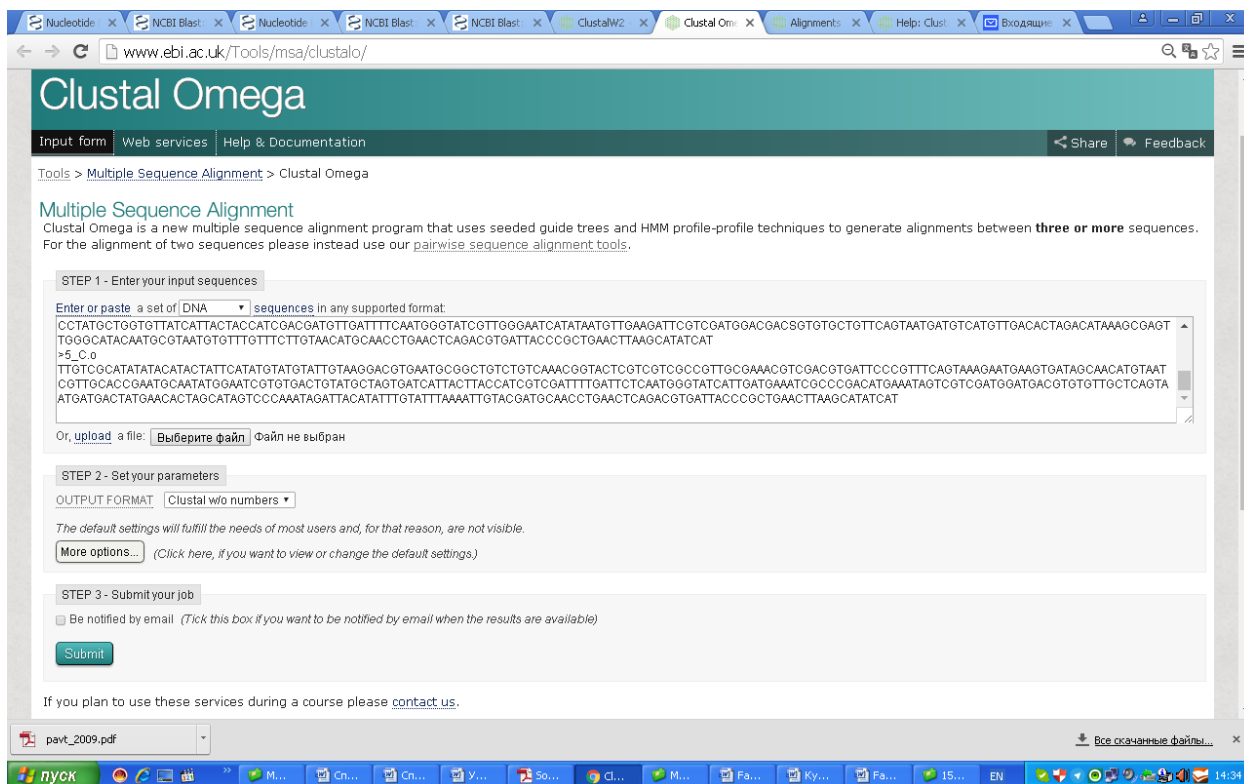 Nucleotide
NCBI Blast:
Nucleotide
NCBI Blast:
NCBI Blast:
ClustalW2
Clustal Ome
Alignments
Help: Clust
Входящие
www.ebi.ac.uk/Tools/msa/clustalo/
Clustal Omega
Input form Web services Help & Documentation Share Feedback
Tools > Multiple Sequence Alignment > Clustal Omega
Multiple Sequence Alignment
Clustal Omega is a new multiple sequence alignment program that uses seeded guide trees and HMM profile-profile techniques to generate alignments between three or more sequences.
For the alignment of two sequences please instead use our pairwise sequence alignment tools.
STEP 1 - Enter your input sequences
Enter or paste a set of DNA sequences in any supported format:
CCTATGCTGGTGTTATCATTACTACCATCGACGATGTTGATTTTCAATGGGTATCGTTGGGAATCATATAATGTTGAAGATTCGTCGATGGACGACSGTGTGCTGTTCAGTAATGATGTCATGTTGACACTAGACATAAAGCGAGT
TGGGCATACAATGCGTAATGTGTTTGTTTCTTGTAACATGCAACCTGAACTCAGACGTGATTACCCGCTGAACTTAAGCATATCAT
>5_C.o
TTGTCGCATATATACATACTATTCATATGTATGTATTGTAAGGACGTGAATGCGGCTGTCTGTCAAACGGTACTCGTCGTCGCCGTTGCGAAACGTCGACGTGATTCCCGTTTCAGTAAAGAATGAAGTGATAGCAACATGTAAT
CGTTGCACCGAATGCAATATGGAATCGTGTGACTGTATGCTAGTGATCATTACTTACCATCGTCGATTTTGATTCTCAATGGGTATCATTGATGAAATCGCCCGACATGAAATAGTCGTCGATGGATGACGTGTGTTGCTCAGTA
ATGATGACTATGAACACTAGCATAGTCCCAAATAGATTACATATTTGTATTTAAAATTGTACGATGCAACCTGAACTCAGACGTGATTACCCGCTGAACTTAAGCATATCAT
Or, upload a file: Выберите файл Файл не выбран
STEP 2 - Set your parameters
OUTPUT FORMAT Clustal w/o numbers
The default settings will fulfill the needs of most users and, for that reason, are not visible.
More options... (Click here, if you want to view or change the default settings.)
STEP 3 - Submit your job
Be notified by email (Tick this box if you want to be notified by email when the results are available)
Submit
If you plan to use these services during a course please contact us.
pavt_2009.pdf Все скачанные файлы...
пуск M... Сп... Сп... У... So... Cl... M... Fa... Ку... Fa... 15... EN 14:34